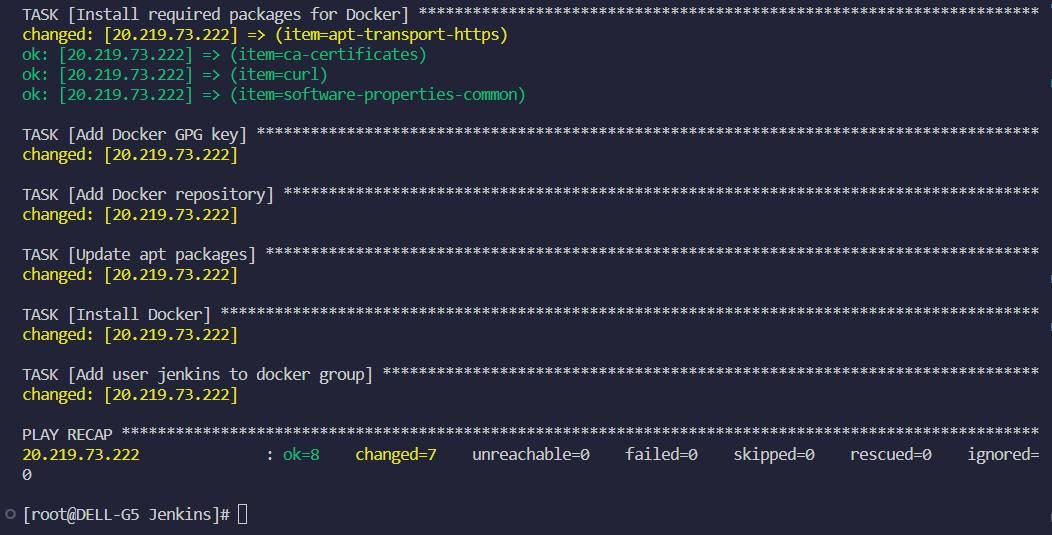 TASK [Install required packages for Docker] *********************************************************************
changed: [20.219.73.222] => (item=apt-transport-https)
ok: [20.219.73.222] => (item=ca-certificates)
ok: [20.219.73.222] => (item=curl)
ok: [20.219.73.222] => (item=software-properties-common)
TASK [Add Docker GPG key] ***************************************************************************************
changed: [20.219.73.222]
TASK [Add Docker repository] ************************************************************************************
changed: [20.219.73.222]
TASK [Update apt packages] **************************************************************************************
changed: [20.219.73.222]
TASK [Install Docker] *******************************************************************************************
changed: [20.219.73.222]
TASK [Add user jenkins to docker group] *************************************************************************
changed: [20.219.73.222]
PLAY RECAP ******************************************************************************************************
20.219.73.222              : ok=8    changed=7    unreachable=0    failed=0    skipped=0    rescued=0    ignored=
0
[root@DELL-G5 Jenkins]#